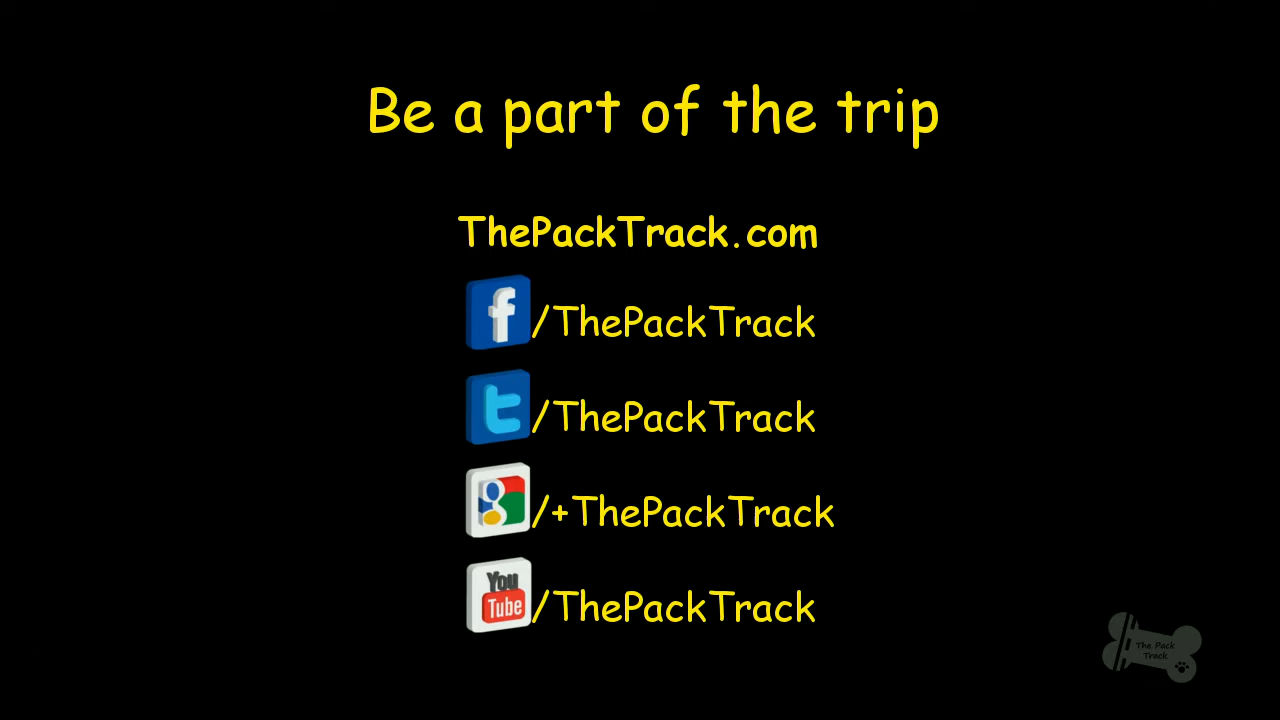 Be a part of the trip
ThePackTrack.com
f/ThePackTrack
t/ThePackTrack
g/+ThePackTrack
You
Tube/ThePackTrack
The Pack
Track